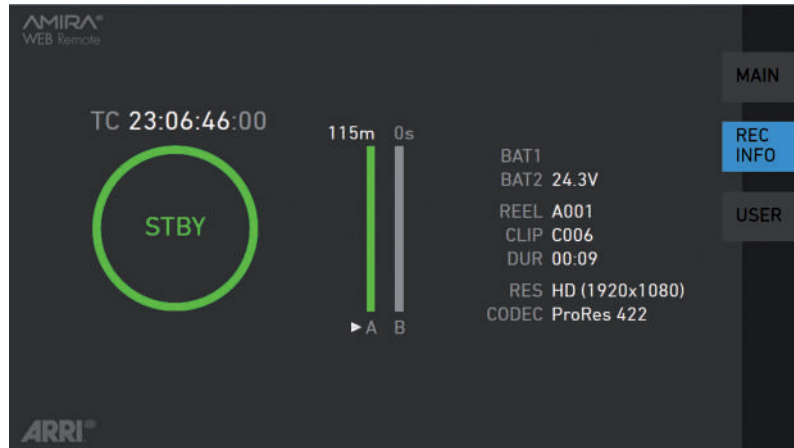 AMIRA®
WEB Remote
MAIN
TC 23:06:46:00
115m 0s
REC
INFO
BAT1
BAT2 24.3V
STBY
REEL A001
USER
CLIP C006
DUR 00:09
RES HD (1920x1080)
CODEC ProRes 422
A B
ARRI®